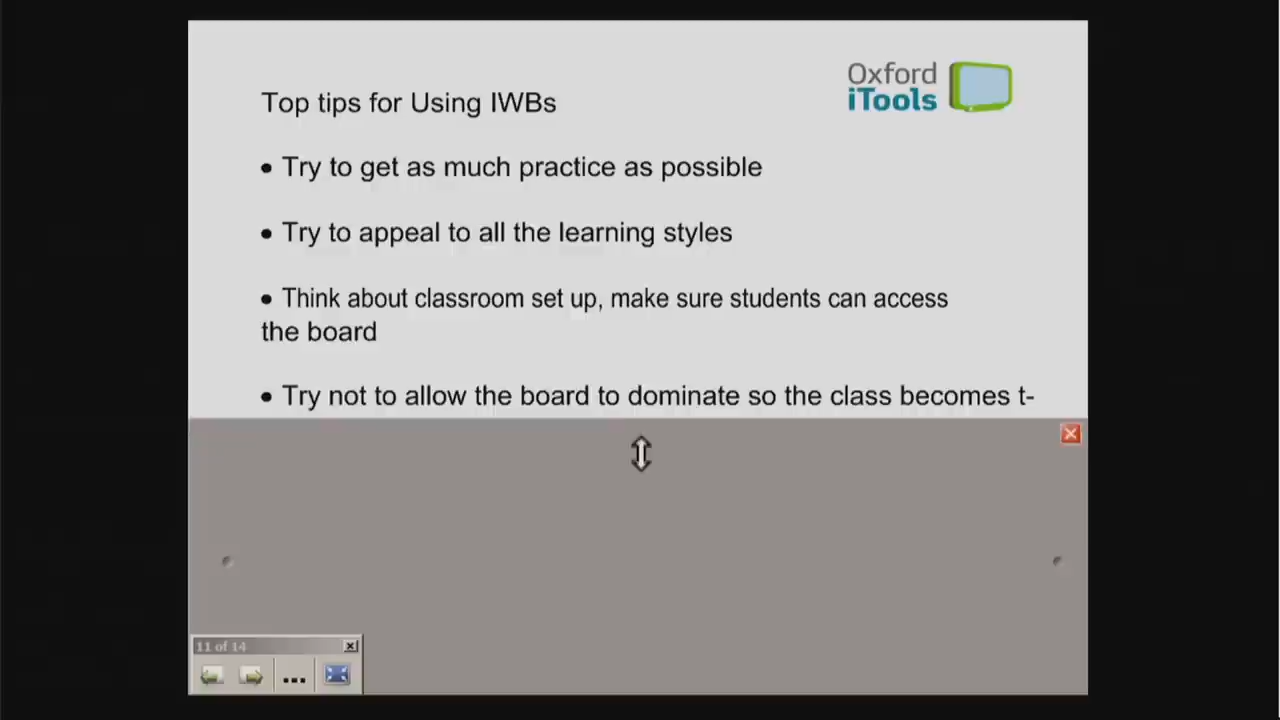 Oxford
iTools
Top tips for Using IWBs
• Try to get as much practice as possible
• Try to appeal to all the learning styles
• Think about classroom set up, make sure students can access
the board
• Try not to allow the board to dominate so the class becomes t-
11 of 14
...